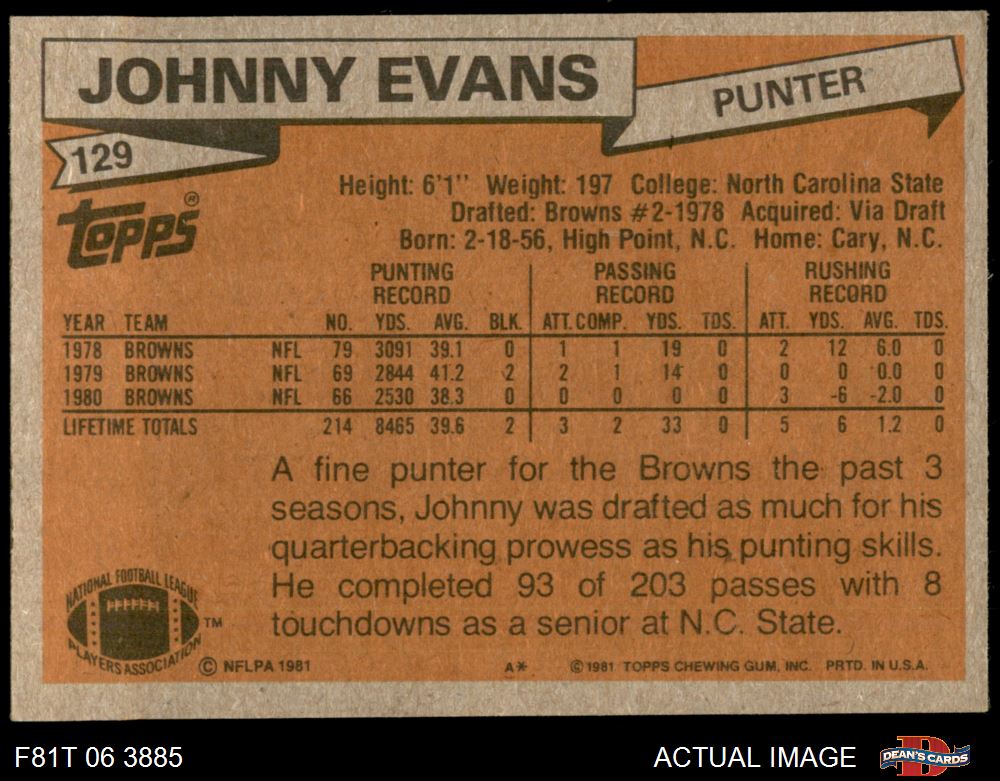 JOHNNY EVANS
PUNTER
129
TOPPS®
Height: 6'1" Weight: 197 College: North Carolina State
Drafted: Browns #2-1978 Acquired: Via Draft
Born: 2-18-56, High Point, N.C. Home: Cary, N.C.
PUNTING RECORD PASSING RECORD RUSHING RECORD
YEAR TEAM NO. YDS. AVG. BLK. ATT. COMP. YDS. TDS. ATT. YDS. AVG. TDS.
1978 BROWNS NFL 79 3091 39.1 0 1 1 19 0 2 12 6.0 0
1979 BROWNS NFL 69 2844 41.2 2 2 1 14 0 0 0 0.0 0
1980 BROWNS NFL 66 2530 38.3 0 0 0 0 0 3 -6 -2.0 0
LIFETIME TOTALS 214 8465 39.6 2 3 2 33 0 5 6 1.2 0
A fine punter for the Browns the past 3
seasons, Johnny was drafted as much for his
quarterbacking prowess as his punting skills.
He completed 93 of 203 passes with 8
touchdowns as a senior at N.C. State.
NATIONAL FOOTBALL LEAGUE
PLAYERS ASSOCIATION TM
© NFLPA 1981 A* © 1981 TOPPS CHEWING GUM, INC. PRTD. IN U.S.A.
F81T 06 3885 ACTUAL IMAGE DEAN'S CARDS